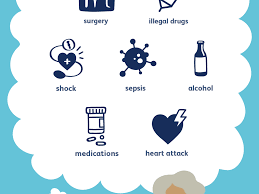 surgery illegal drugs
shock sepsis alcohol
medications heart attack